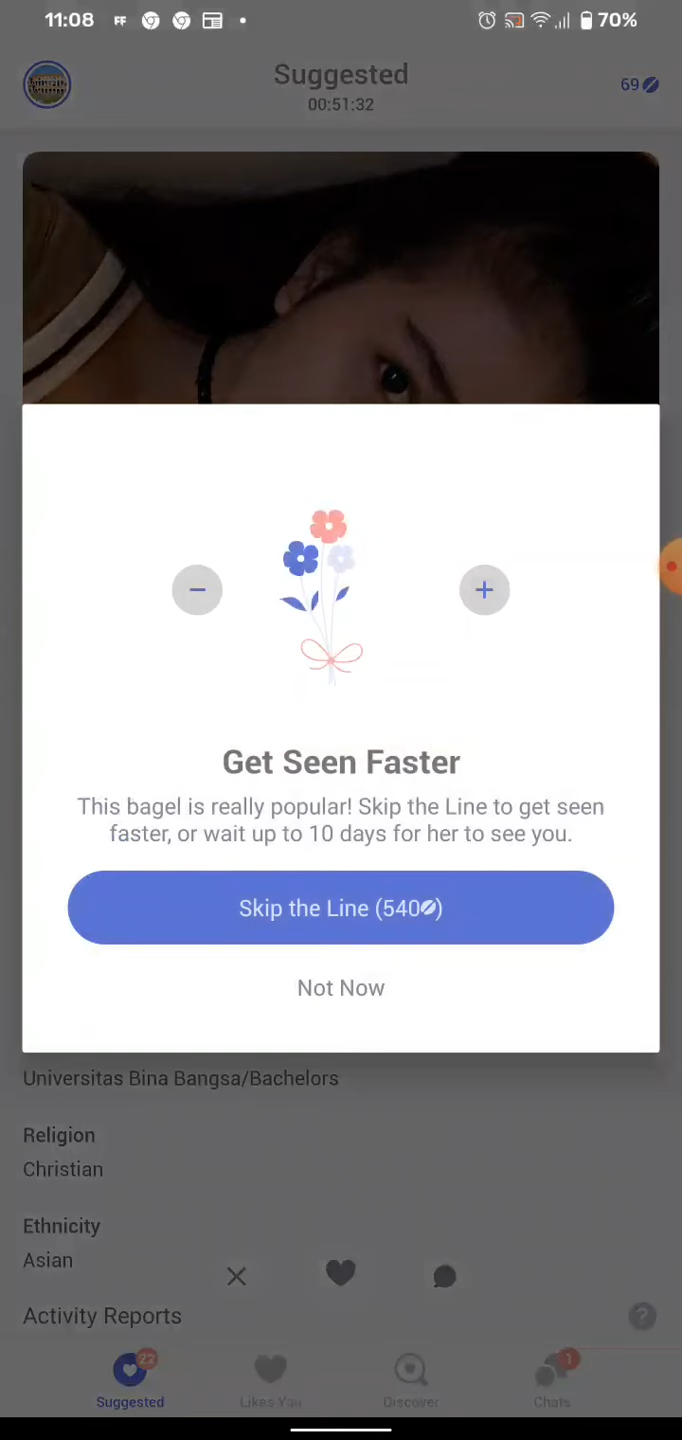 11:08
FF
70%
Suggested
00:51:32
69
Get Seen Faster
This bagel is really popular! Skip the Line to get seen
faster, or wait up to 10 days for her to see you.
Skip the Line (540)
Not Now
Universitas Bina Bangsa/Bachelors
Religion
Christian
Ethnicity
Asian
Activity Reports
?
22
1
Suggested
Likes You
Discover
Chats